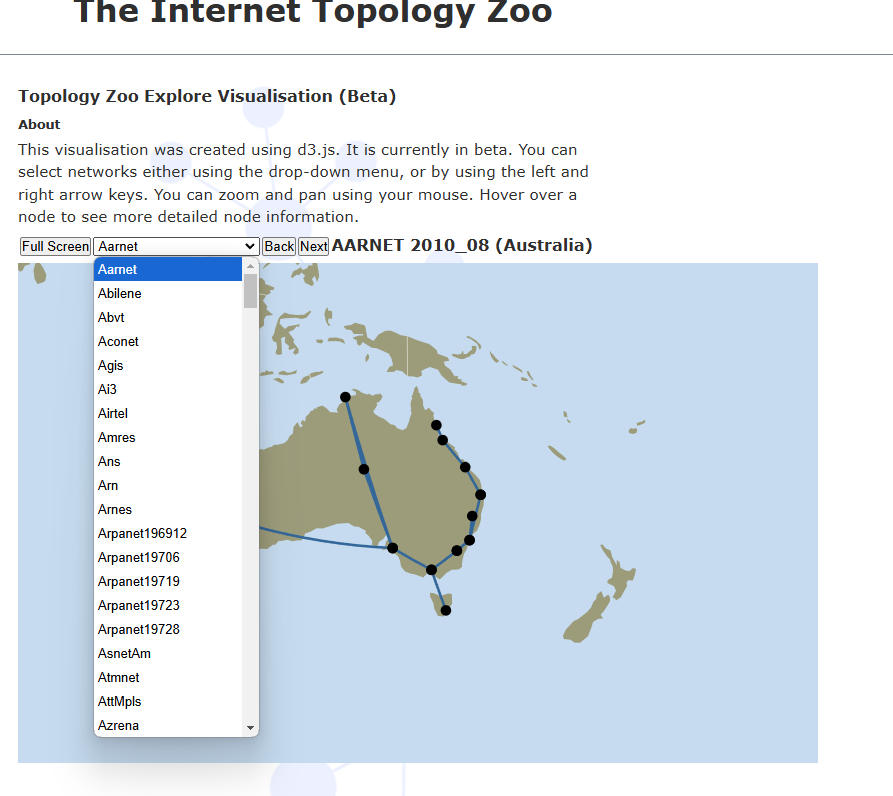 The Internet Topology Zoo
Topology Zoo Explore Visualisation (Beta)
About
This visualisation was created using d3.js. It is currently in beta. You can
select networks either using the drop-down menu, or by using the left and
right arrow keys. You can zoom and pan using your mouse. Hover over a
node to see more detailed node information.
Full Screen Aarnet Back Next AARNET 2010_08 (Australia)
Aarnet
Abilene
Abvt
Aconet
Agis
Ai3
Airtel
Amres
Ans
Arn
Arnes
Arpanet196912
Arpanet19706
Arpanet19719
Arpanet19723
Arpanet19728
AsnetAm
Atmnet
AttMpls
Azrena